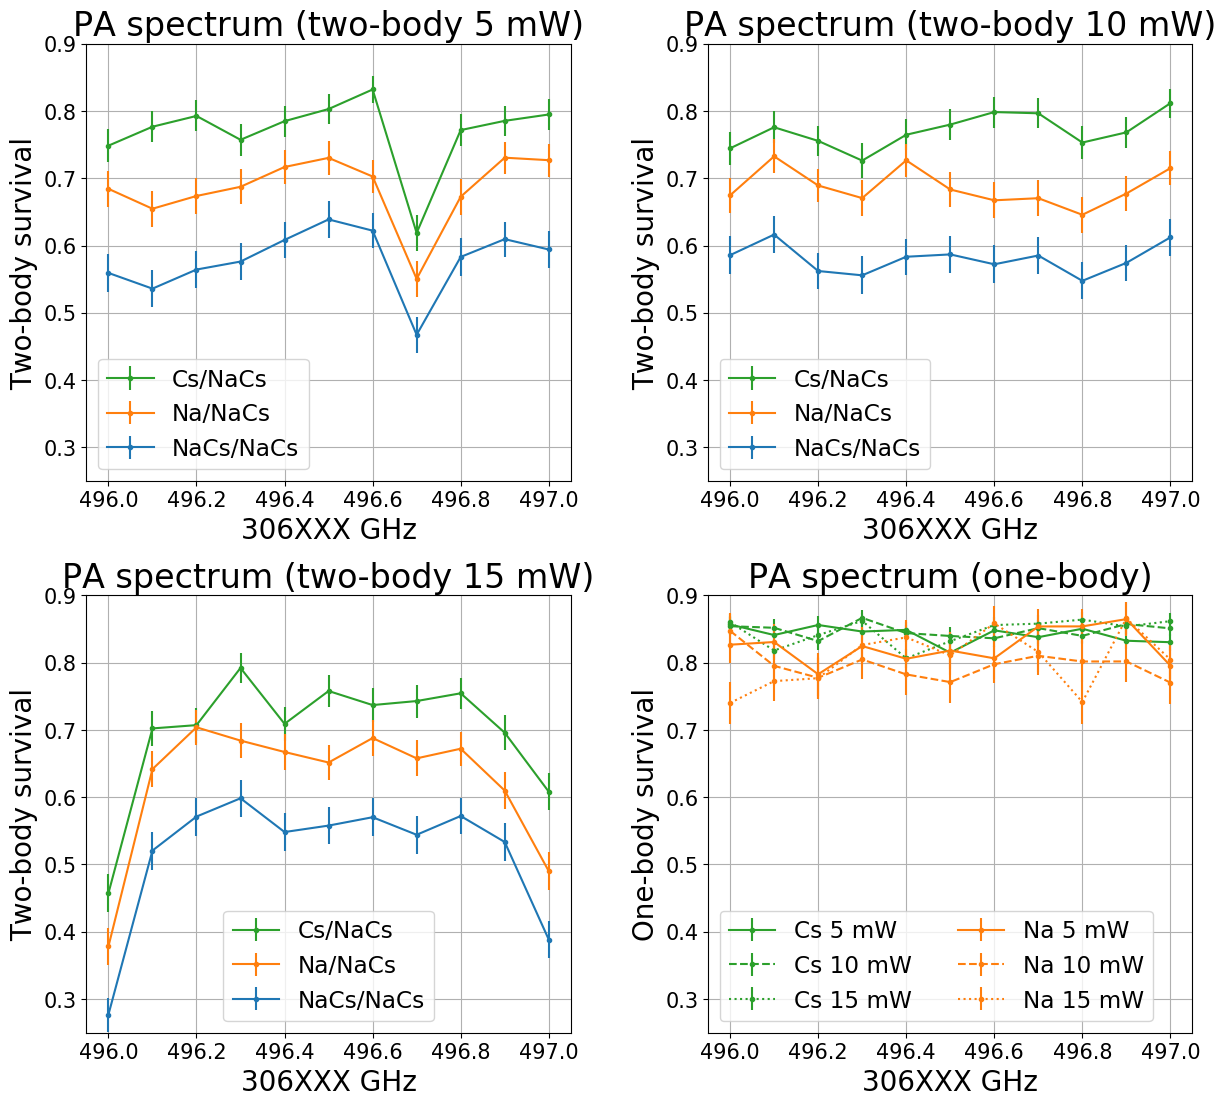 PA spectrum (two-body 5 mW)
Two-body survival
0.9
0.8
0.7
0.6
0.5
0.4
0.3
Cs/NaCs
Na/NaCs
NaCs/NaCs
496.0 496.2 496.4 496.6 496.8 497.0
306XXX GHz
PA spectrum (two-body 10 mW)
Two-body survival
0.9
0.8
0.7
0.6
0.5
0.4
0.3
Cs/NaCs
Na/NaCs
NaCs/NaCs
496.0 496.2 496.4 496.6 496.8 497.0
306XXX GHz
PA spectrum (two-body 15 mW)
Two-body survival
0.9
0.8
0.7
0.6
0.5
0.4
0.3
Cs/NaCs
Na/NaCs
NaCs/NaCs
496.0 496.2 496.4 496.6 496.8 497.0
306XXX GHz
PA spectrum (one-body)
One-body survival
0.9
0.8
0.7
0.6
0.5
0.4
0.3
Cs 5 mW
Cs 10 mW
Cs 15 mW
Na 5 mW
Na 10 mW
Na 15 mW
496.0 496.2 496.4 496.6 496.8 497.0
306XXX GHz